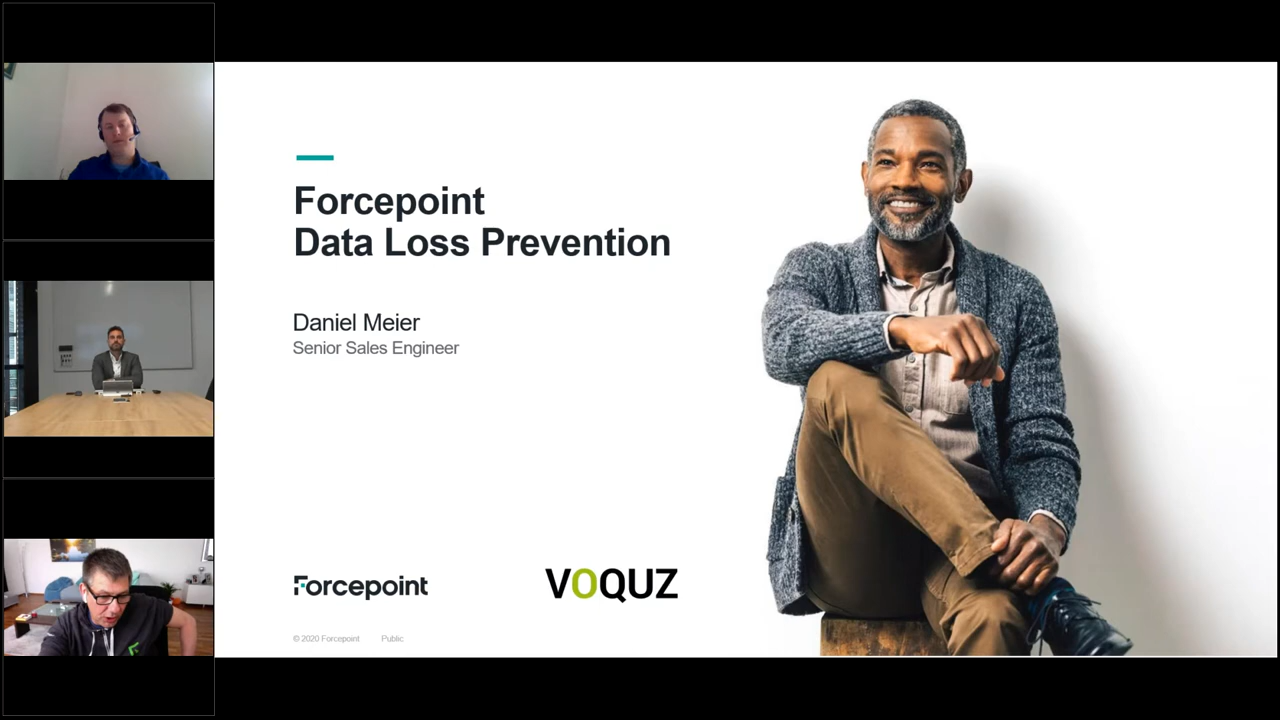 Forcepoint
Data Loss Prevention
Daniel Meier
Senior Sales Engineer
Forcepoint
VOQUZ
© 2020 Forcepoint Public